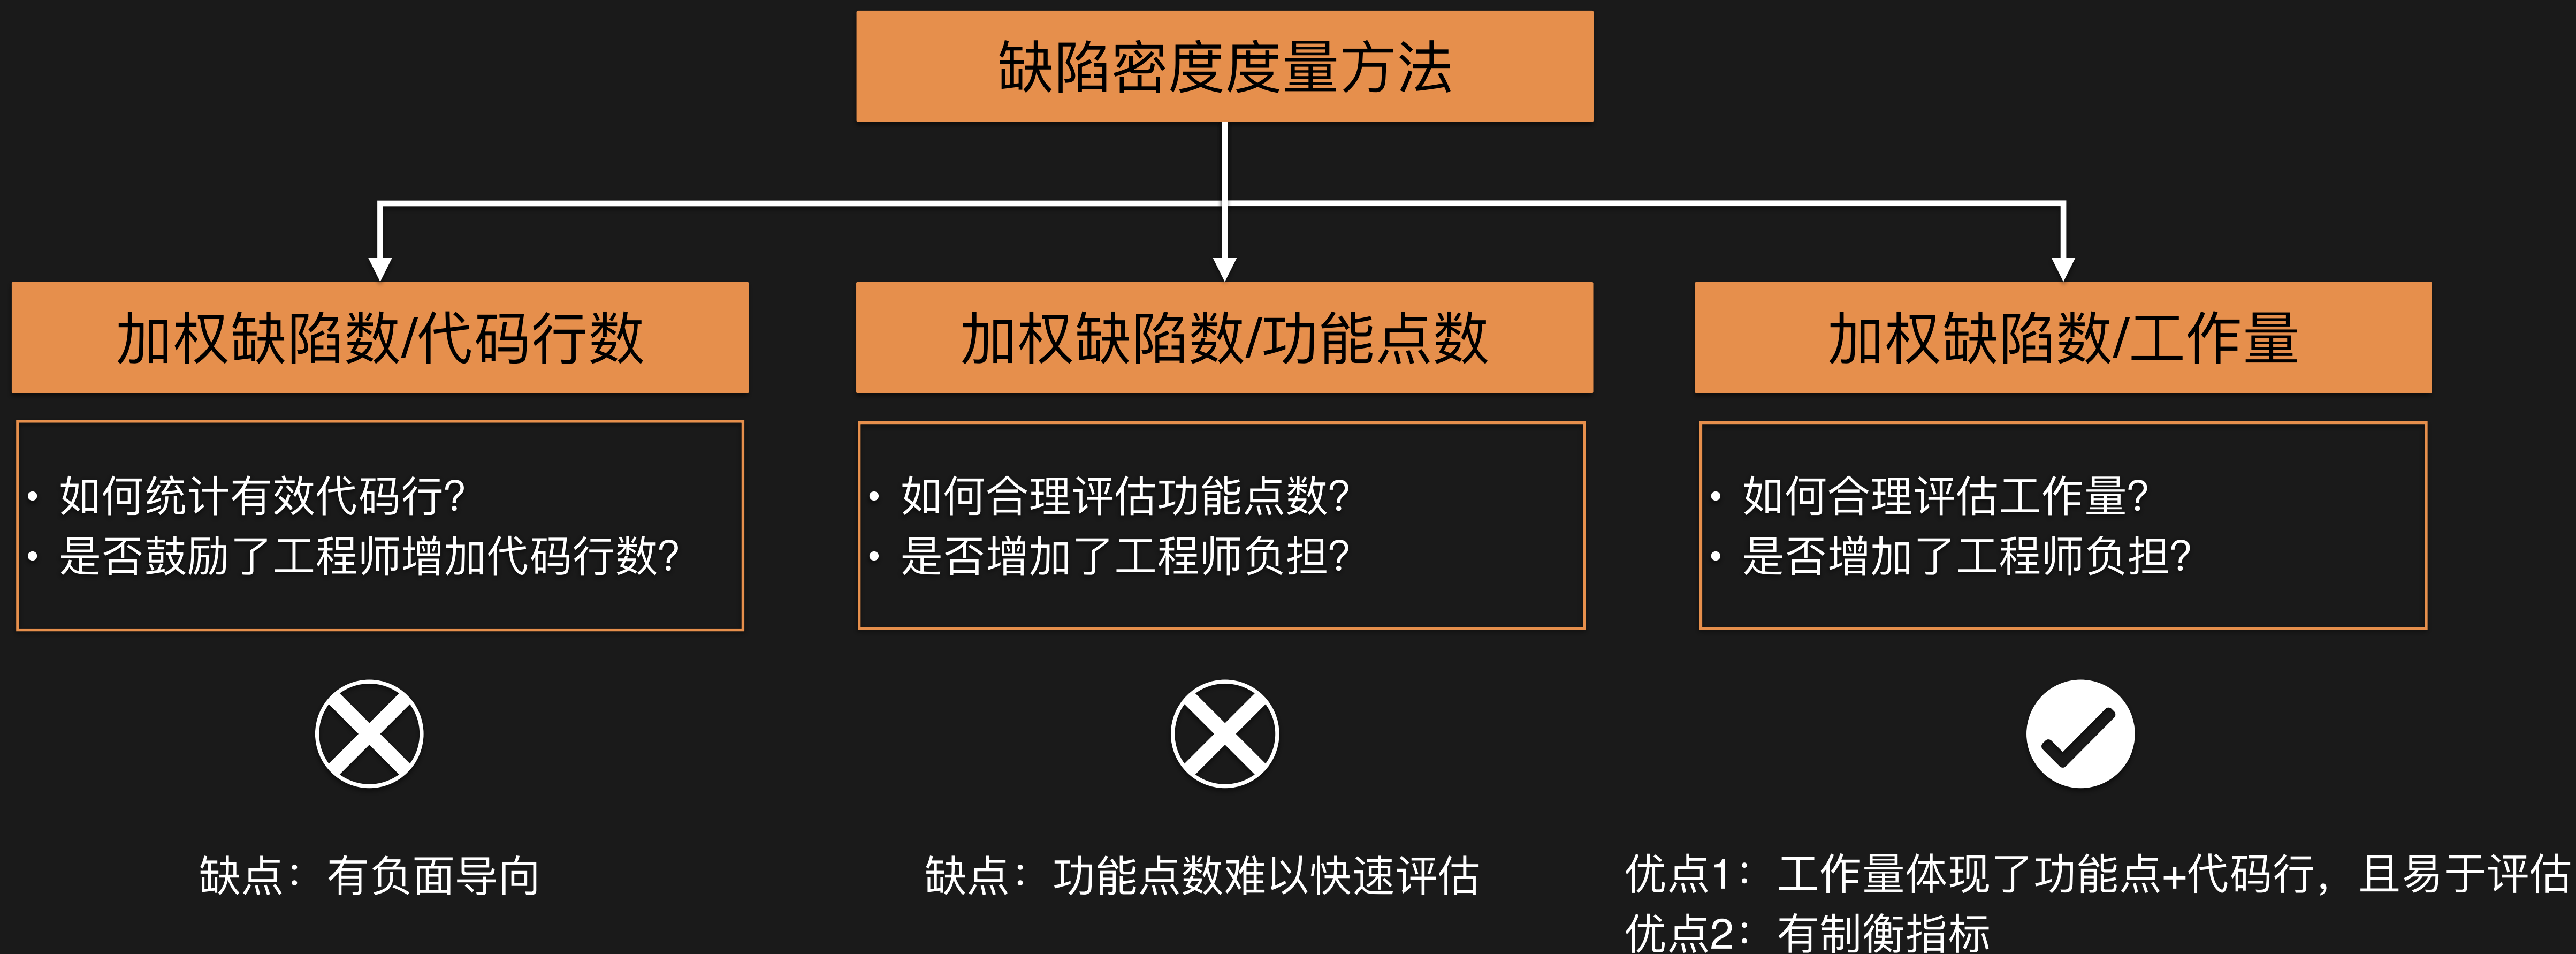 缺陷密度度量方法
加权缺陷数/代码行数
加权缺陷数/功能点数
加权缺陷数/工作量
• 如何统计有效代码行?
• 是否鼓励了工程师增加代码行数?
• 如何合理评估功能点数?
• 是否增加了工程师负担?
• 如何合理评估工作量?
• 是否增加了工程师负担?
缺点：有负面导向
缺点：功能点数难以快速评估
优点1：工作量体现了功能点+代码行，且易于评估
优点2：有制衡指标